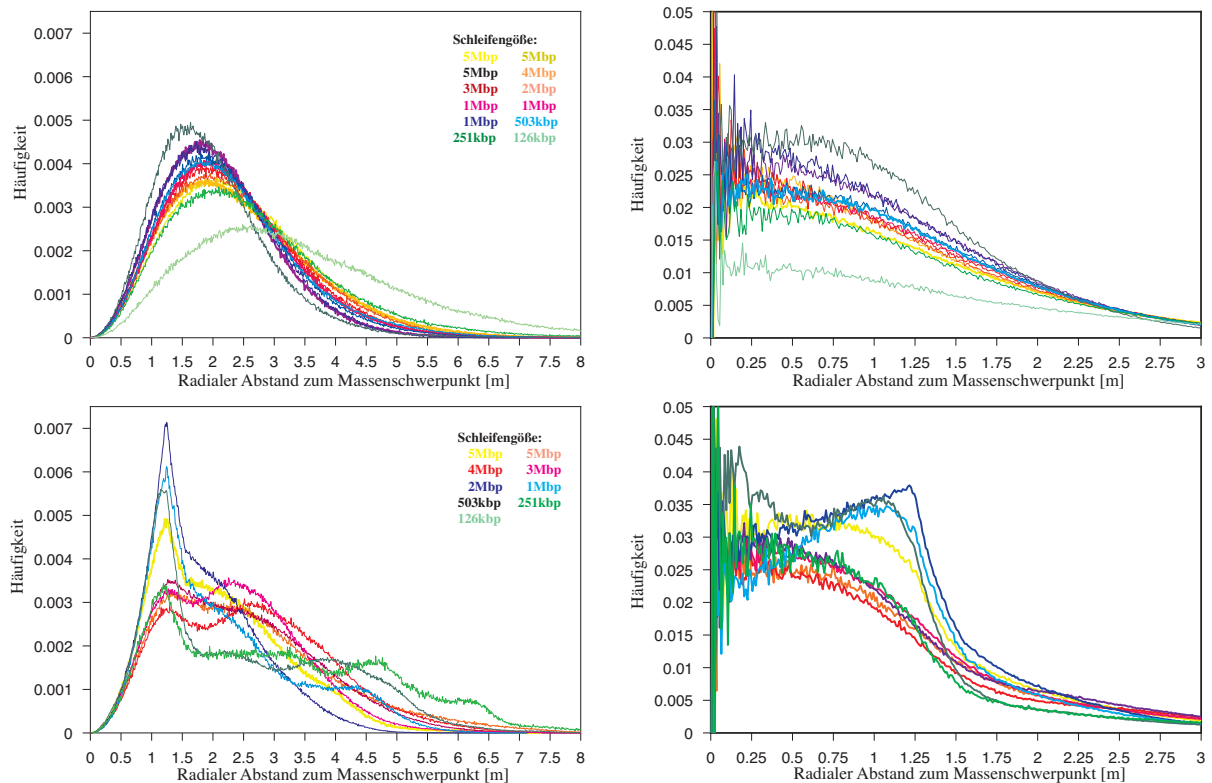 0.007
0.006
0.005
0.004
0.003
0.002
0.001
0
Häufigkeit
Schleifengöße:
5Mbp 5Mbp
5Mbp 4Mbp
3Mbp 2Mbp
1Mbp 1Mbp
1Mbp 503kbp
251kbp 126kbp
0 0.5 1 1.5 2 2.5 3 3.5 4 4.5 5 5.5 6 6.5 7 7.5 8
Radialer Abstand zum Massenschwerpunkt [m]
0.05
0.045
0.04
0.035
0.03
0.025
0.02
0.015
0.01
0.005
0
Häufigkeit
0 0.25 0.5 0.75 1 1.25 1.5 1.75 2 2.25 2.5 2.75 3
Radialer Abstand zum Massenschwerpunkt [m]
0.007
0.006
0.005
0.004
0.003
0.002
0.001
0
Häufigkeit
Schleifengöße:
5Mbp 5Mbp
4Mbp 3Mbp
2Mbp 1Mbp
503kbp 251kbp
126kbp
0 0.5 1 1.5 2 2.5 3 3.5 4 4.5 5 5.5 6 6.5 7 7.5 8
Radialer Abstand zum Massenschwerpunkt [m]
0.05
0.045
0.04
0.035
0.03
0.025
0.02
0.015
0.01
0.005
0
Häufigkeit
0 0.25 0.5 0.75 1 1.25 1.5 1.75 2 2.25 2.5 2.75 3
Radialer Abstand zum Massenschwerpunkt [m]